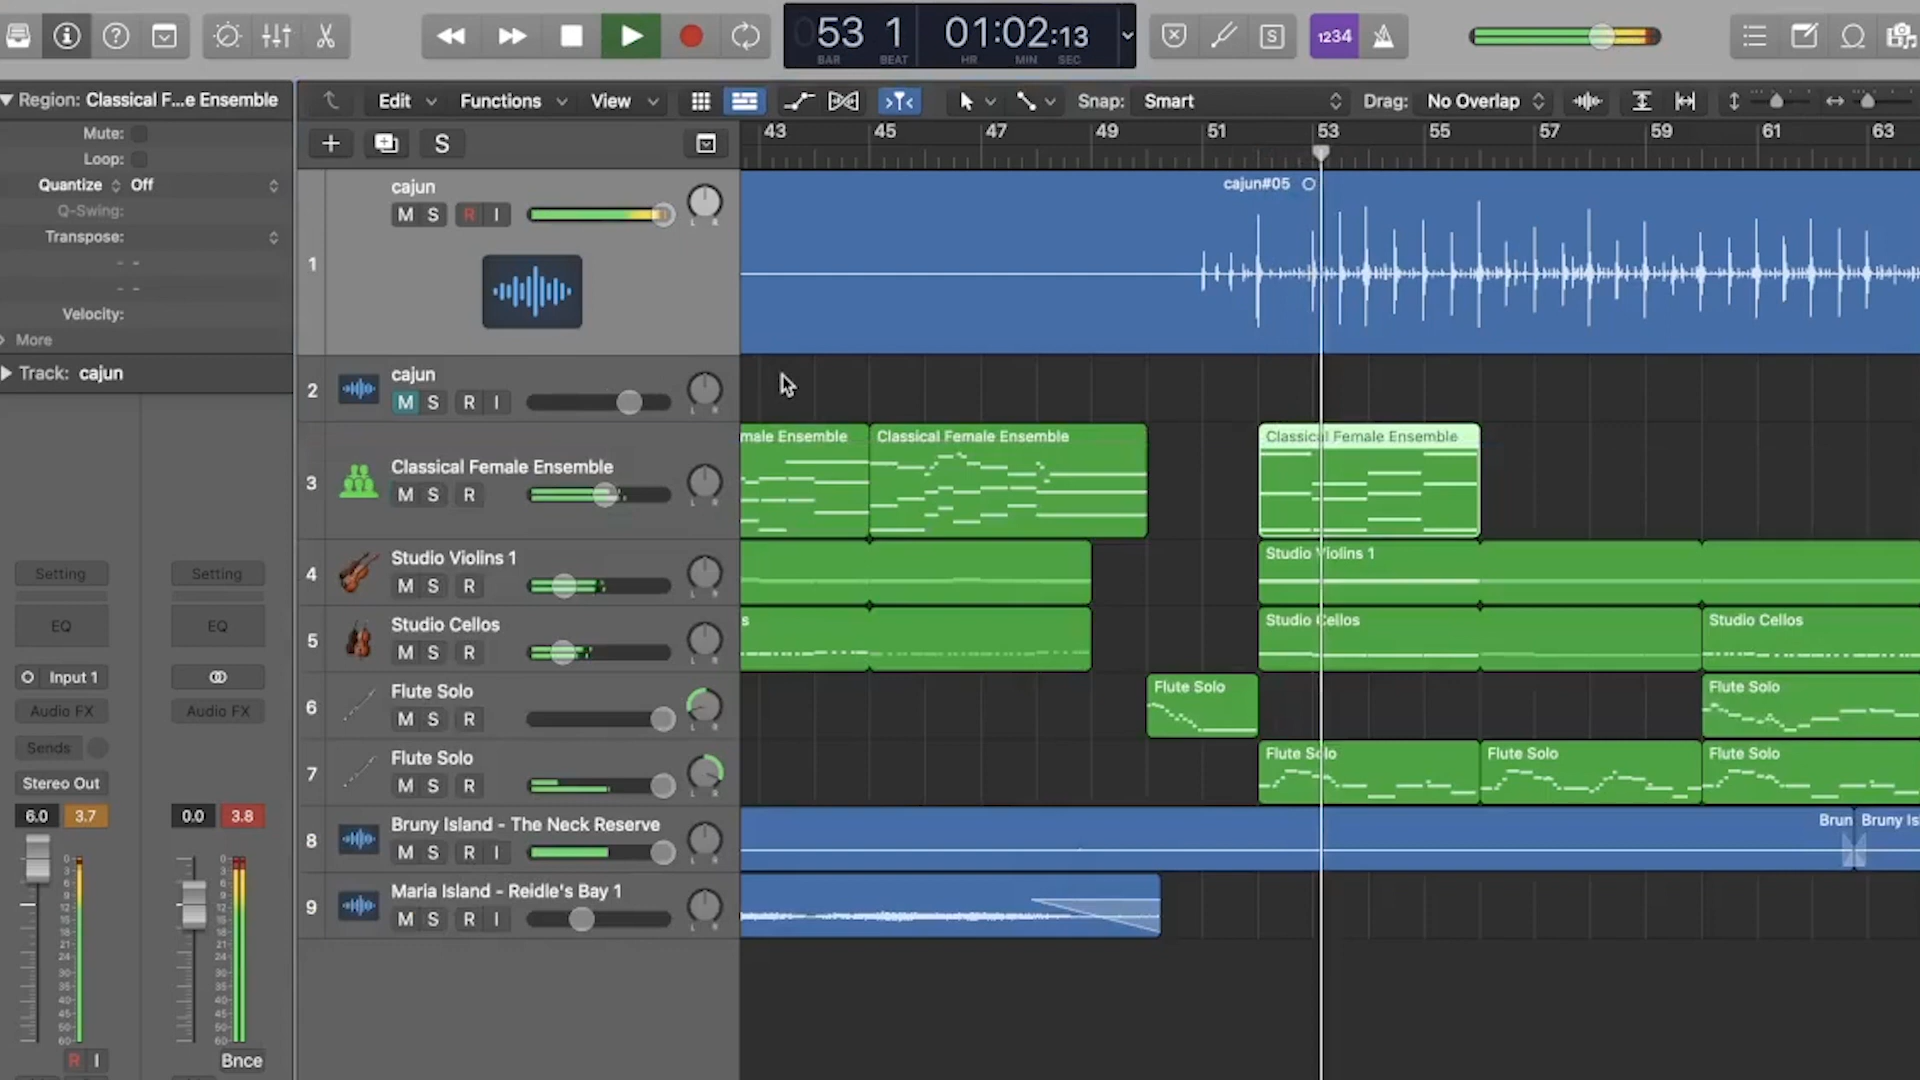 53 1 01:02:13
BAR BEAT HR MIN SEC
1234
S
Region: Classical F...e Ensemble
Mute:
Loop:
Quantize Off
Q-Swing:
Transpose:
Velocity:
More
Track: cajun
Edit Functions View Snap: Smart Drag: No Overlap
S
43 45 47 49 51 53 55 57 59 61 63
1 cajun
M S R I
L R
cajun#05
2 cajun
M S R I
L R
3 Classical Female Ensemble
M S R
L R
male Ensemble Classical Female Ensemble Classical Female Ensemble
4 Studio Violins 1
M S R
L R
Studio Violins 1
5 Studio Cellos
M S R
L R
s Studio Cellos Studio Cellos
6 Flute Solo
M S R
L R
Flute Solo Flute Solo
7 Flute Solo
M S R
L R
Flute Solo Flute Solo Flute Solo
8 Bruny Island - The Neck Reserve
M S R I
L R
Brun Bruny Is
9 Maria Island - Reidle's Bay 1
M S R I
L R
Setting Setting
EQ EQ
Input 1
Audio FX Audio FX
Sends
Stereo Out
6.0 3.7 0.0 3.8
R I
Bnce